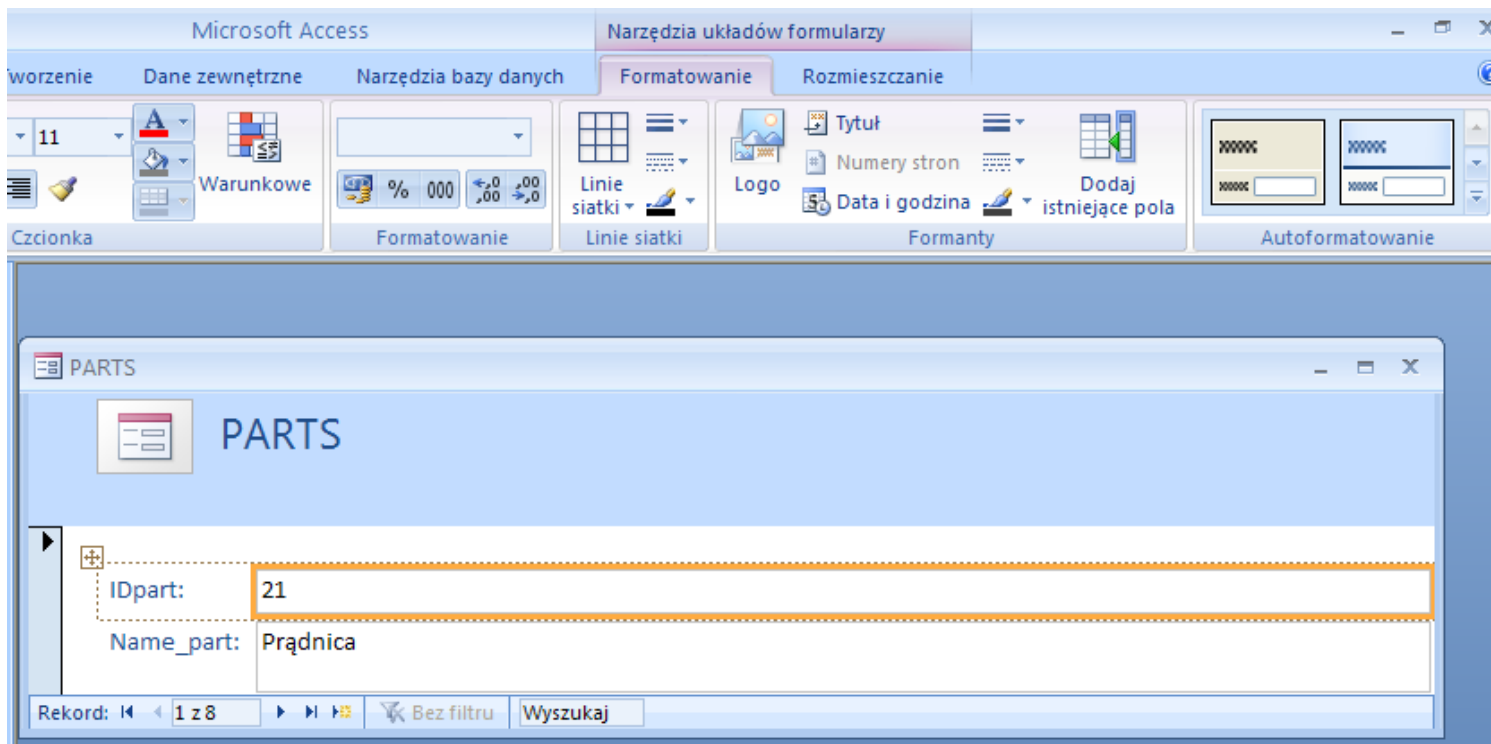 Microsoft Access Narzędzia układów formularzy
Tworzenie Dane zewnętrzne Narzędzia bazy danych Formatowanie Rozmieszczanie
11 A Tytuł
Warunkowe % 000 ,00 ,0 Linie siatki Logo Numery stron Dodaj istniejące pola
Data i godzina
Czcionka Formatowanie Linie siatki Formanty Autoformatowanie
PARTS
PARTS
IDpart: 21
Name_part: Prądnica
Rekord: 1 z 8 Bez filtru Wyszukaj